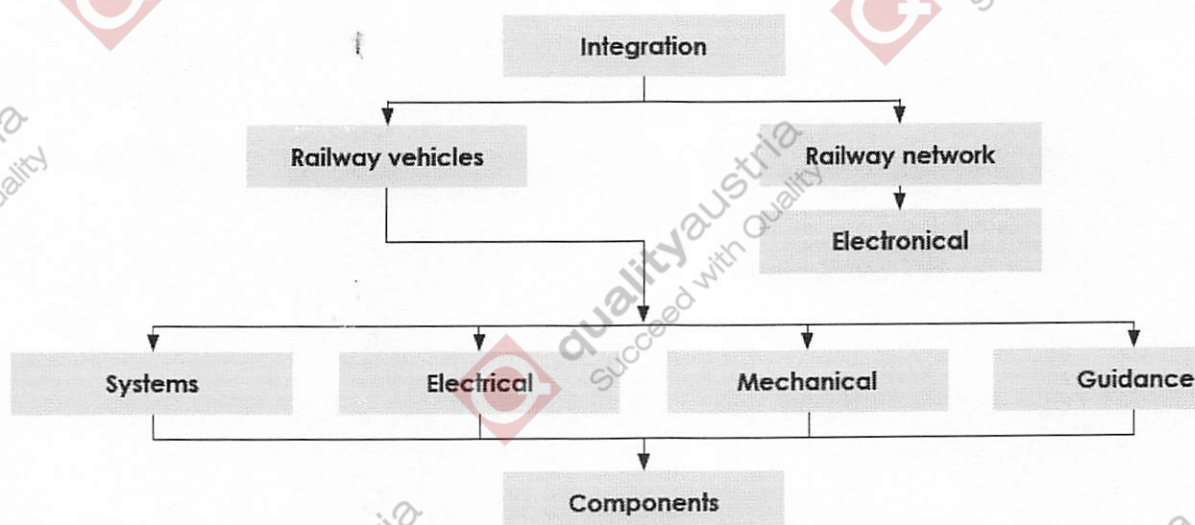 Integration
Railway vehicles
Railway network
Electronical
Systems
Electrical
Mechanical
Guidance
Components
qualityaustria
Succeed with Quality